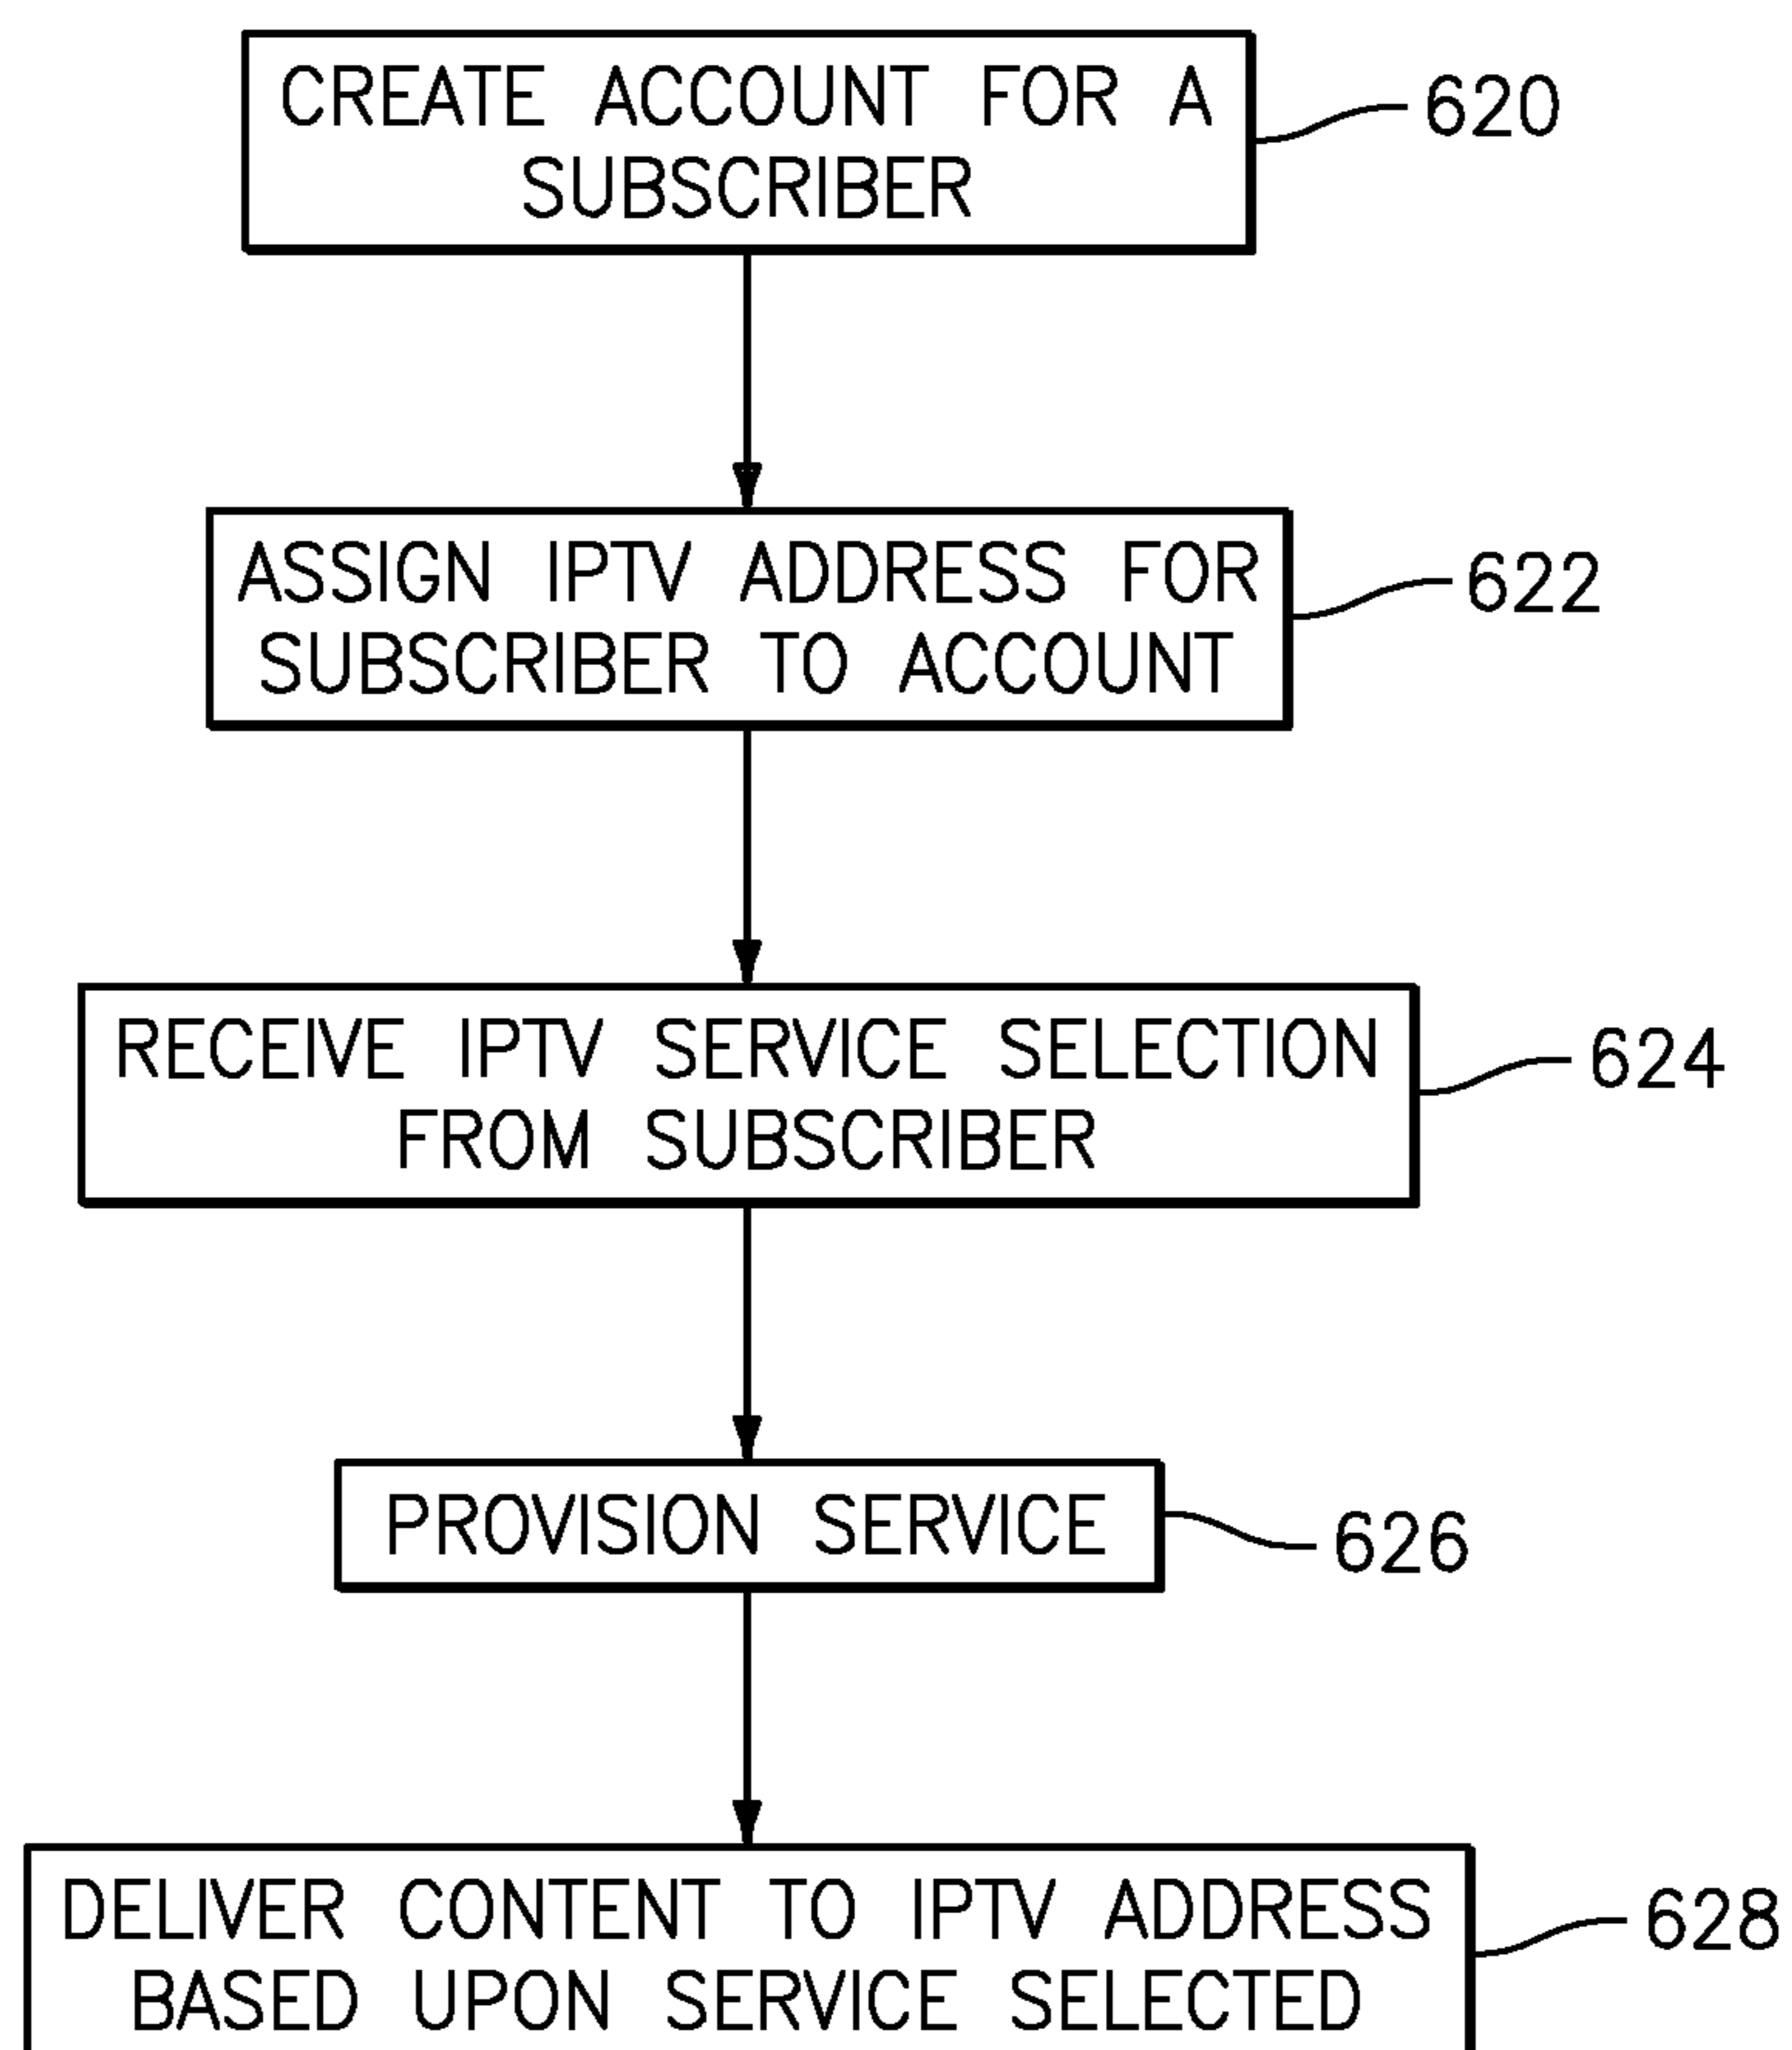 CREATE ACCOUNT FOR A
SUBSCRIBER
620
ASSIGN IPTV ADDRESS FOR
SUBSCRIBER TO ACCOUNT
622
RECEIVE IPTV SERVICE SELECTION
FROM SUBSCRIBER
624
PROVISION SERVICE
626
DELIVER CONTENT TO IPTV ADDRESS
BASED UPON SERVICE SELECTED
628